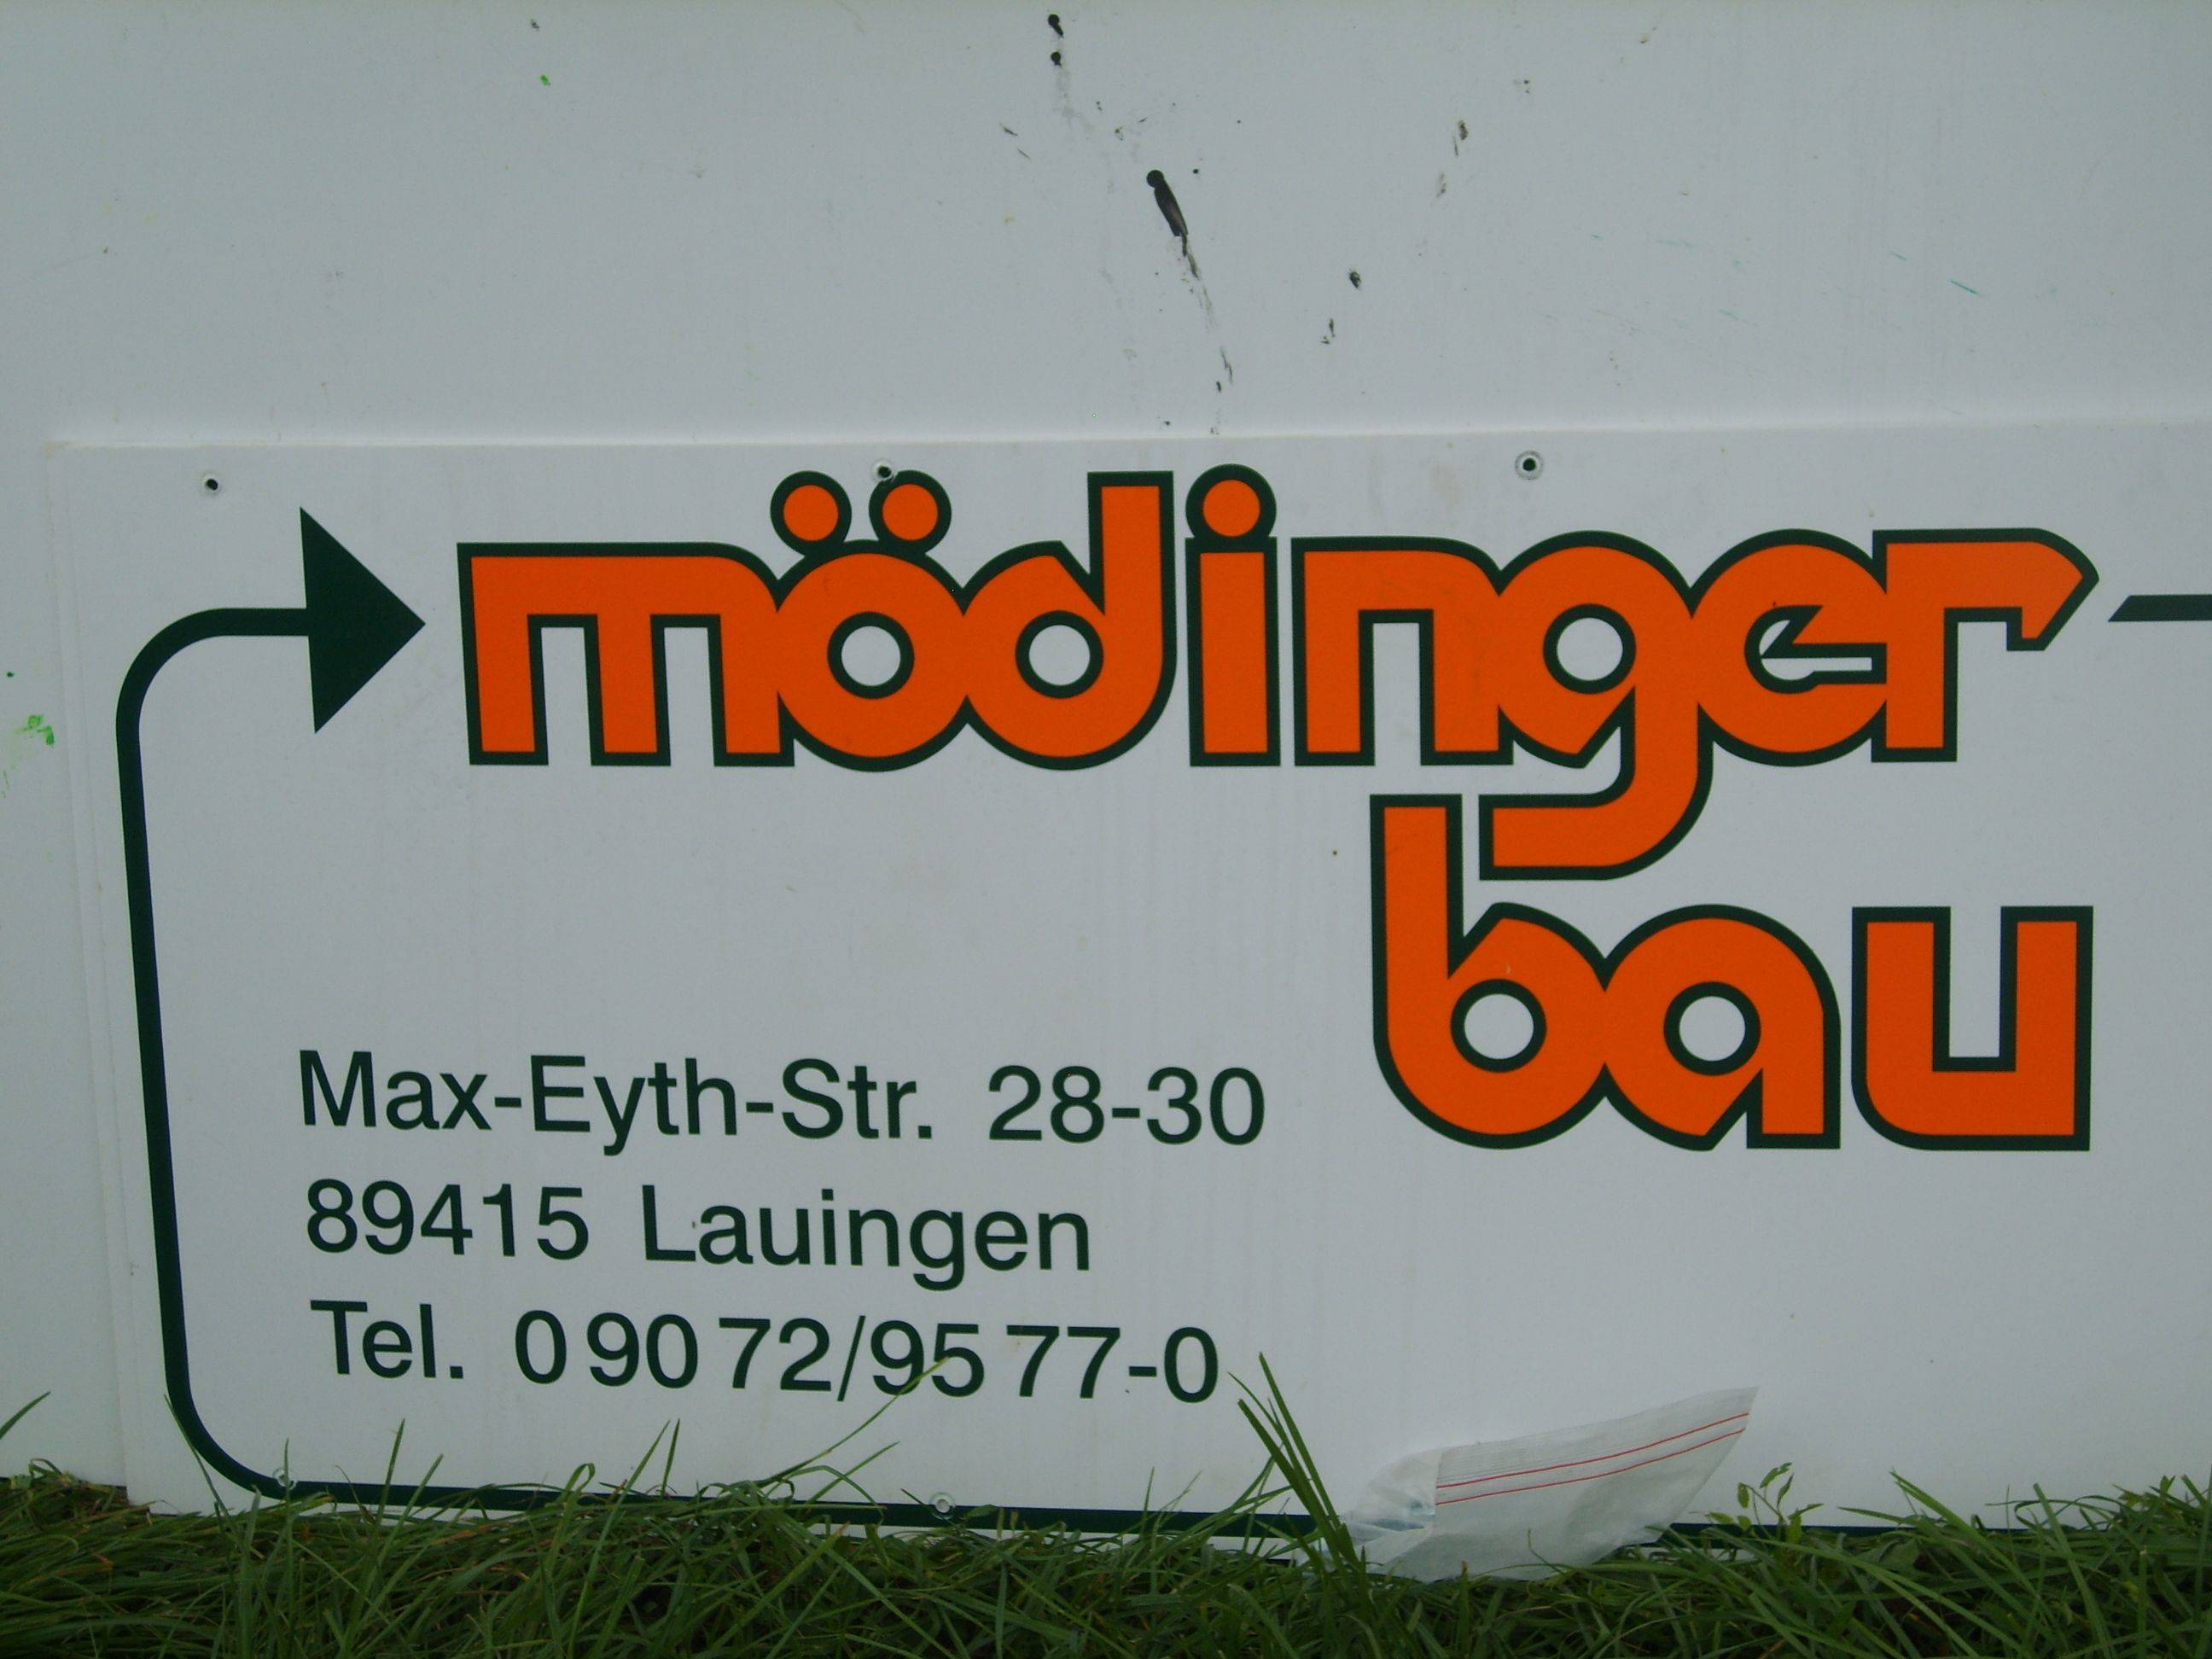 mödinger
bau
Max-Eyth-Str. 28-30
89415 Lauingen
Tel. 0 90 72/95 77-0